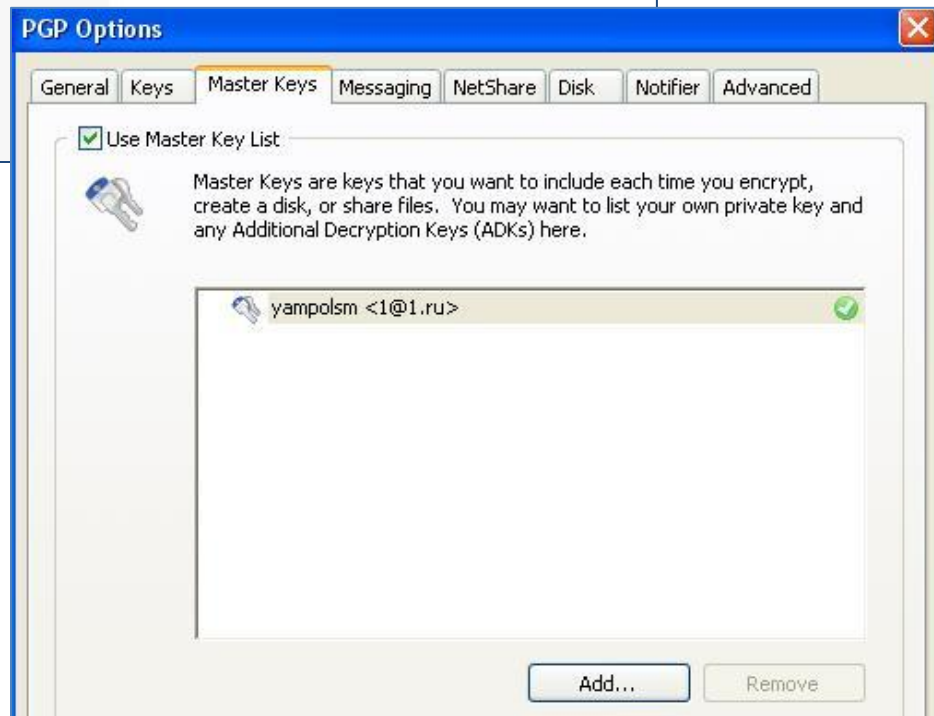 PGP Options
General Keys Master Keys Messaging NetShare Disk Notifier Advanced
Use Master Key List
Master Keys are keys that you want to include each time you encrypt,
create a disk, or share files. You may want to list your own private key and
any Additional Decryption Keys (ADKs) here.
yampolsm <1@1.ru>
Add... Remove